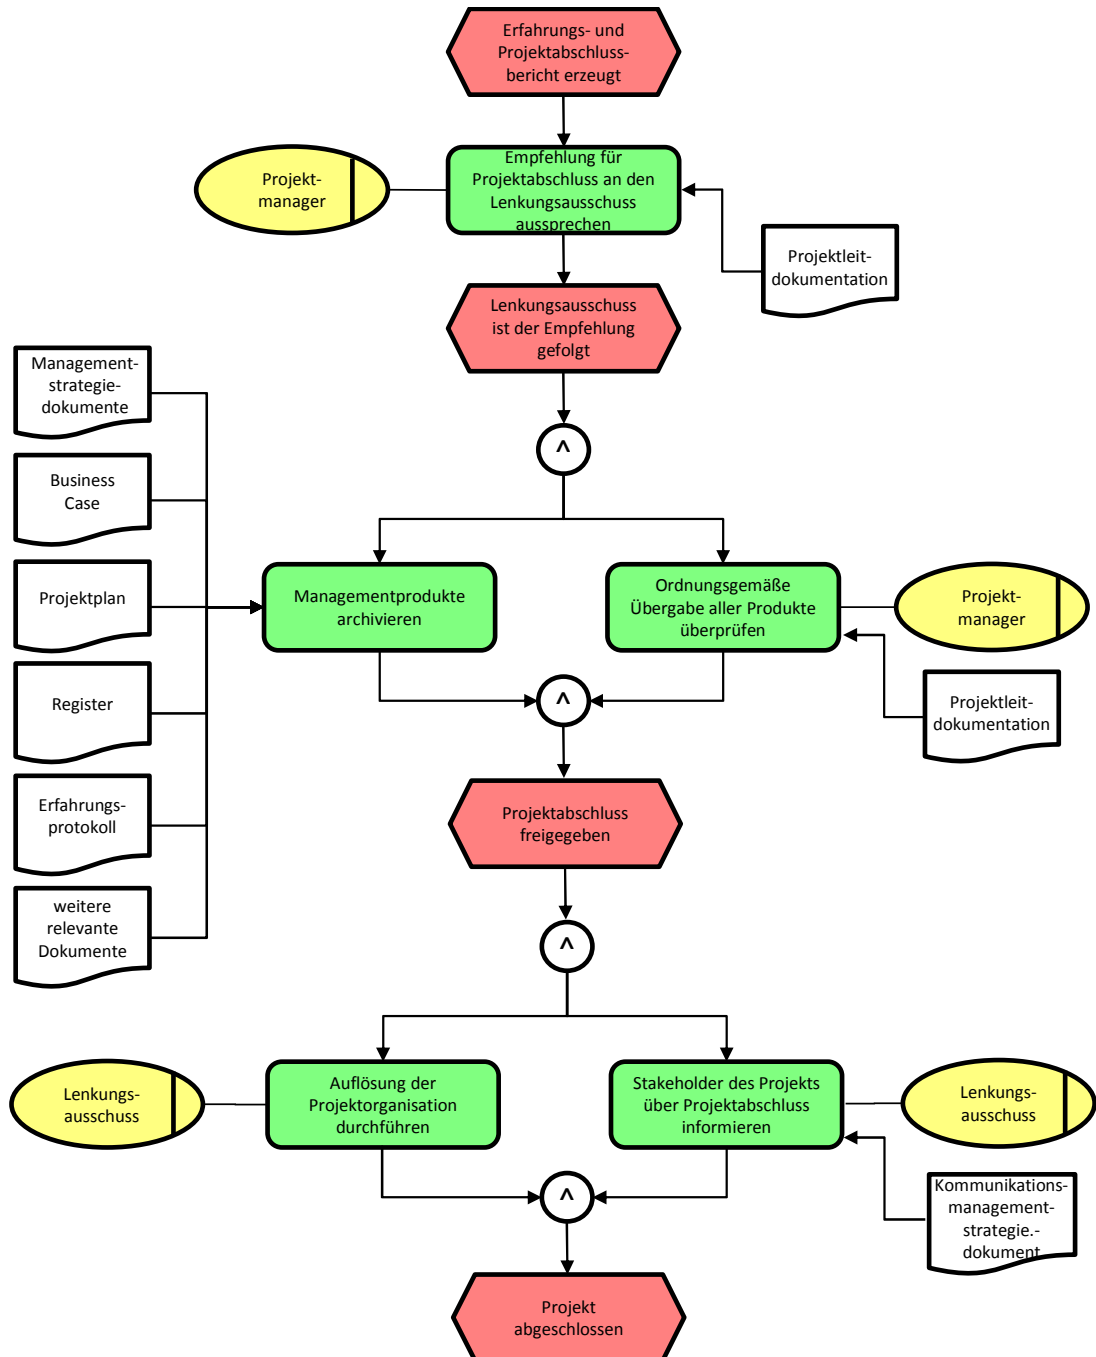 Erfahrungs- und
Projektabschluss-
bericht erzeugt
Projekt-
manager
Empfehlung für
Projektabschluss an den
Lenkungsausschuss
aussprechen
Projektleit-
dokumentation
Lenkungsausschuss
ist der Empfehlung
gefolgt
Management-
strategie-
dokumente
^
Business
Case
Projektplan
Managementprodukte
archivieren
Ordnungsgemäße
Übergabe aller Produkte
überprüfen
Projekt-
manager
Register
^
Projektleit-
dokumentation
Erfahrungs-
protokoll
Projektabschluss
freigegeben
weitere
relevante
Dokumente
^
Lenkungs-
ausschuss
Auflösung der
Projektorganisation
durchführen
Stakeholder des Projekts
über Projektabschluss
informieren
Lenkungs-
ausschuss
^
Kommunikations-
management-
strategie.-
dokument
Projekt
abgeschlossen